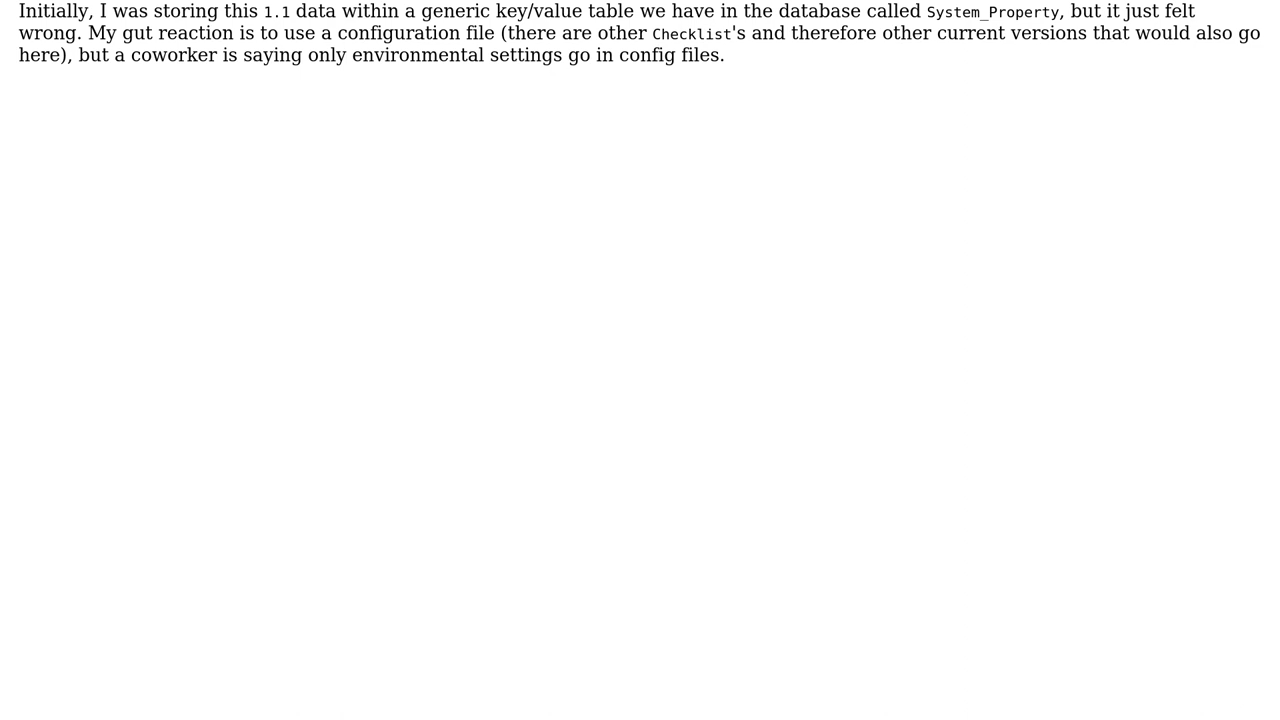 Initially, I was storing this 1.1 data within a generic key/value table we have in the database called System_Property, but it just felt
wrong. My gut reaction is to use a configuration file (there are other Checklist's and therefore other current versions that would also go
here), but a coworker is saying only environmental settings go in config files.